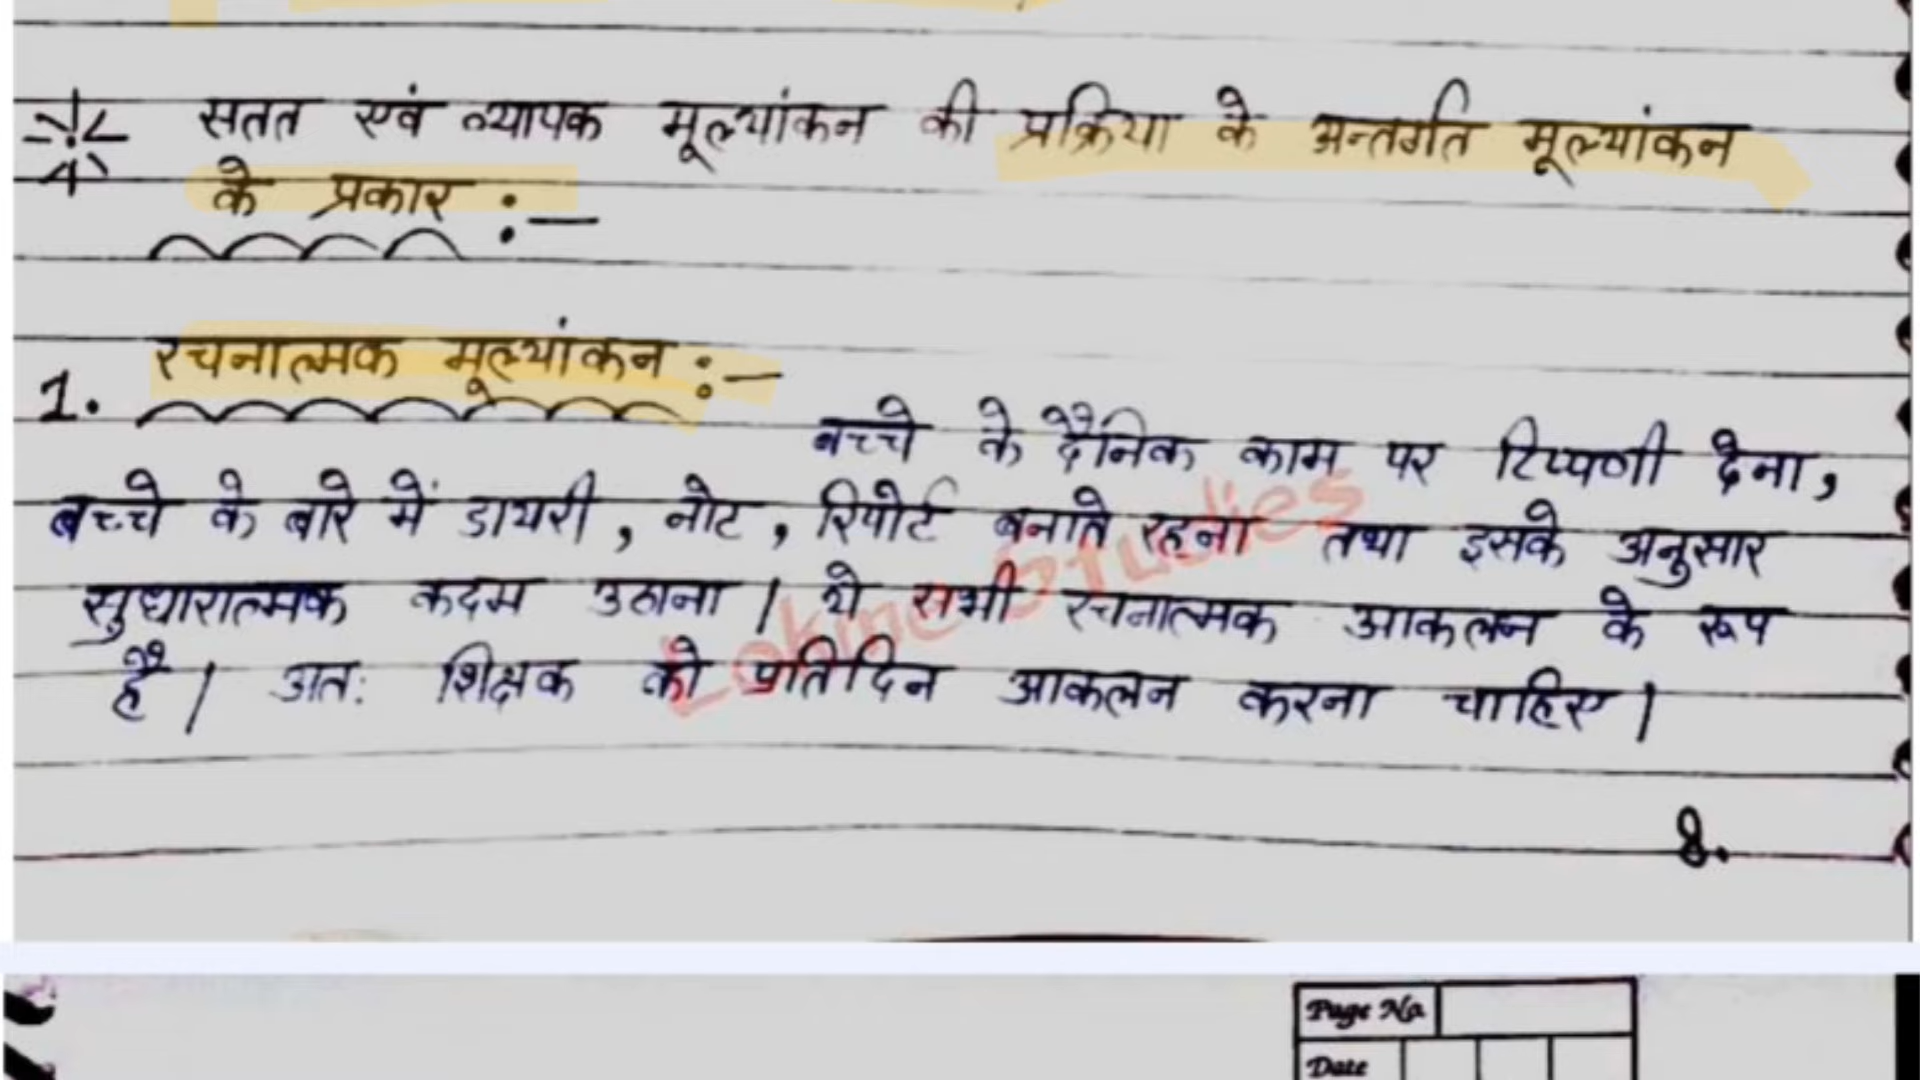 सतत एवं व्यापक मूल्यांकन की प्रक्रिया के अन्तर्गत मूल्यांकन
के प्रकार :—
1. रचनात्मक मूल्यांकन :—
बच्चे के दैनिक काम पर टिप्पणी देना,
बच्चे के बारे में डायरी, नोट, रिपोर्ट बनाते रहना तथा इसके अनुसार
सुधारात्मक कदम उठाना। ये सभी रचनात्मक आकलन के रूप
है। अतः शिक्षक को प्रतिदिन आकलन करना चाहिए।
8.
Page No.
Date